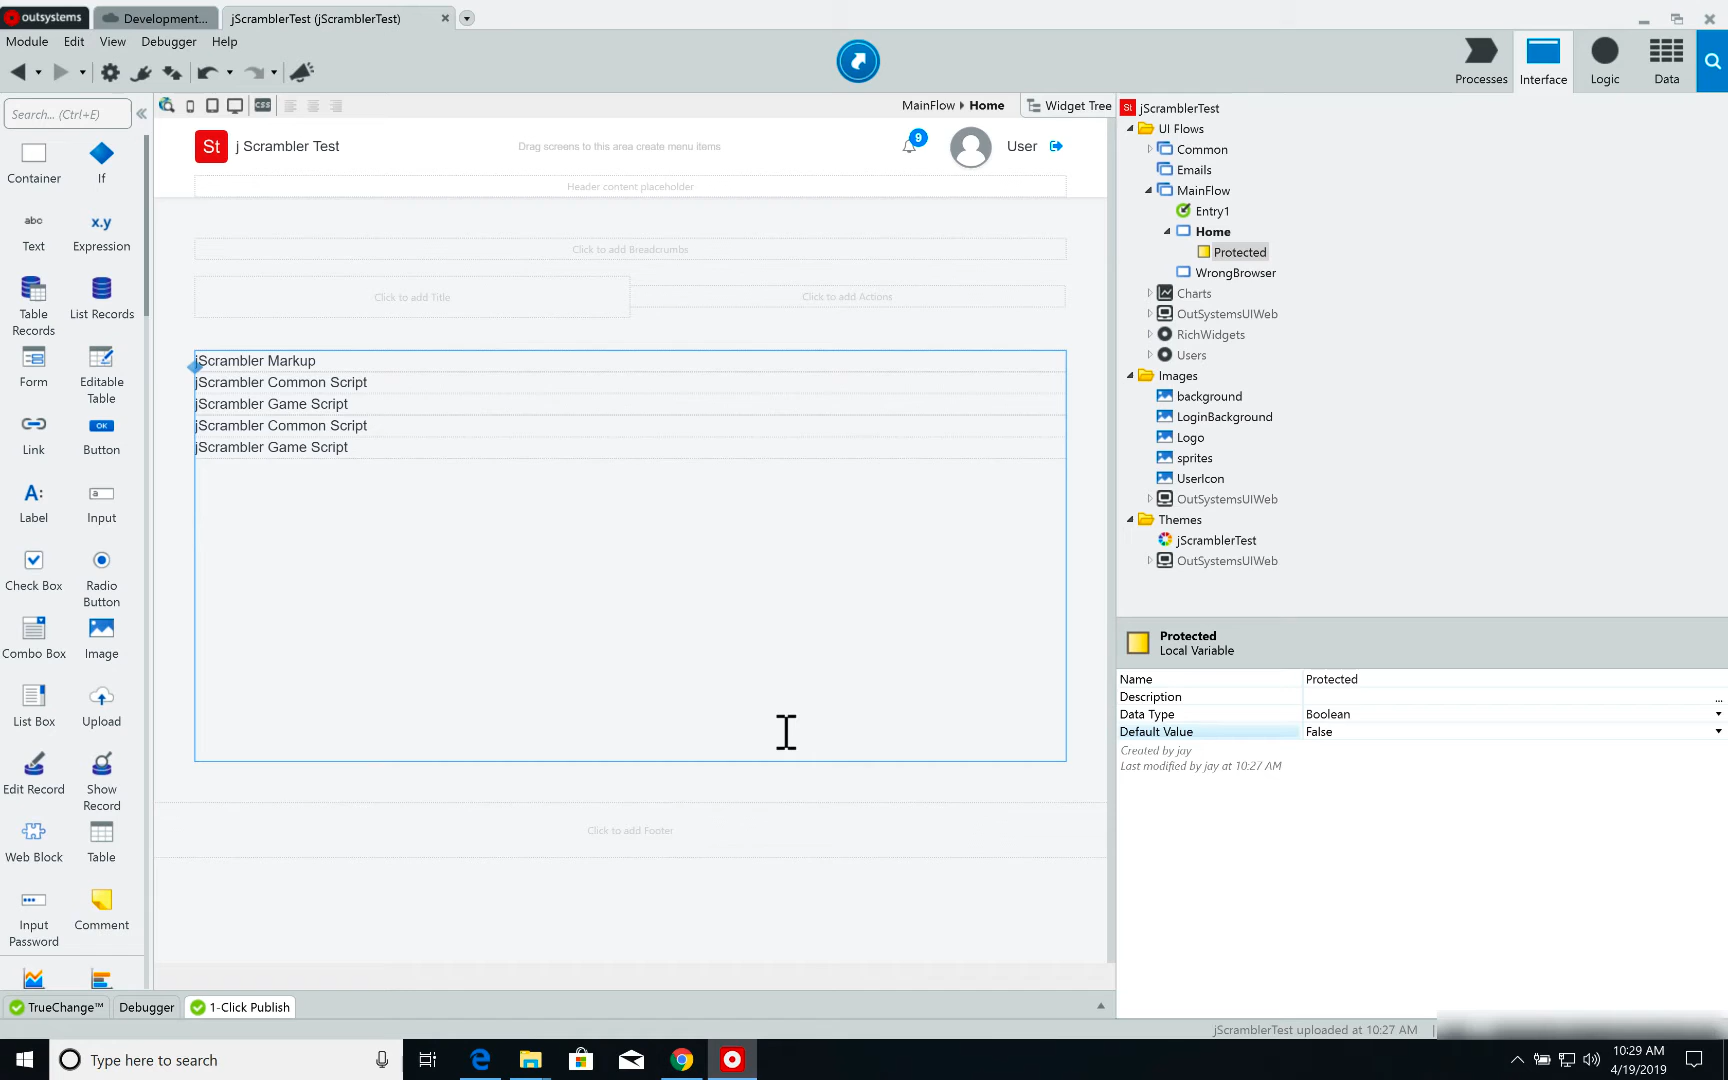 outsystems
Development...
jScramblerTest (jScramblerTest)
Module Edit View Debugger Help
Processes
Interface
Logic
Data
Search... (Ctrl+E)
CSS
MainFlow Home
Widget Tree
Container
If
abc
Text
x.y
Expression
Table
Records
List Records
Form
Editable
Table
Link
OK
Button
A:
Label
a
Input
Check Box
Radio
Button
Combo Box
Image
List Box
Upload
Edit Record
Show
Record
Web Block
Table
Input
Password
Comment
St j Scrambler Test
Drag screens to this area create menu items
9
User
Header content placeholder
Click to add Breadcrumbs
Click to add Title
Click to add Actions
jScrambler Markup
jScrambler Common Script
jScrambler Game Script
jScrambler Common Script
jScrambler Game Script
Click to add Footer
St jScramblerTest
UI Flows
Common
Emails
MainFlow
Entry1
Home
Protected
WrongBrowser
Charts
OutSystemsUIWeb
RichWidgets
Users
Images
background
LoginBackground
Logo
sprites
UserIcon
OutSystemsUIWeb
Themes
jScramblerTest
OutSystemsUIWeb
Protected
Local Variable
Name Protected
Description ...
Data Type Boolean
Default Value False
Created by jay
Last modified by jay at 10:27 AM
TrueChange™ Debugger 1-Click Publish
jScramblerTest uploaded at 10:27 AM
Type here to search
10:29 AM
4/19/2019